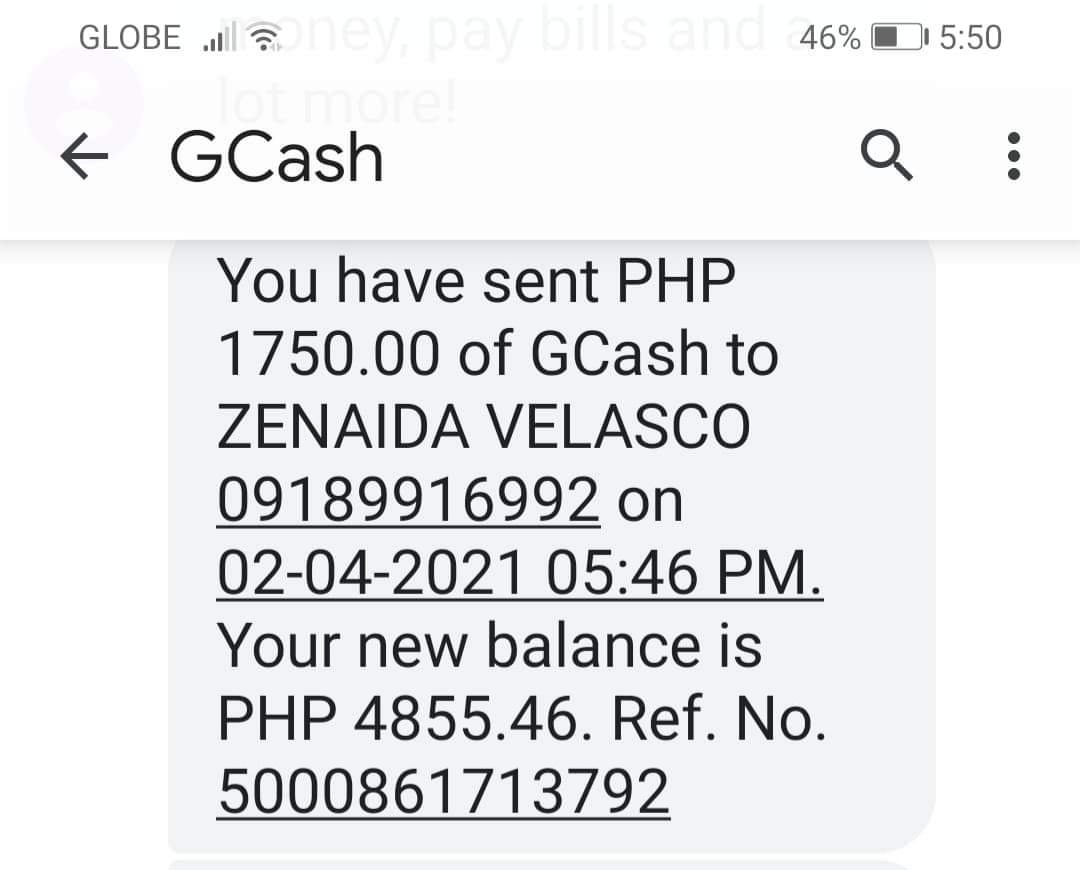 money, pay bills and a
GLOBE 46% 5:50
lot more!
GCash
You have sent PHP
1750.00 of GCash to
ZENAIDA VELASCO
09189916992 on
02-04-2021 05:46 PM.
Your new balance is
PHP 4855.46. Ref. No.
5000861713792